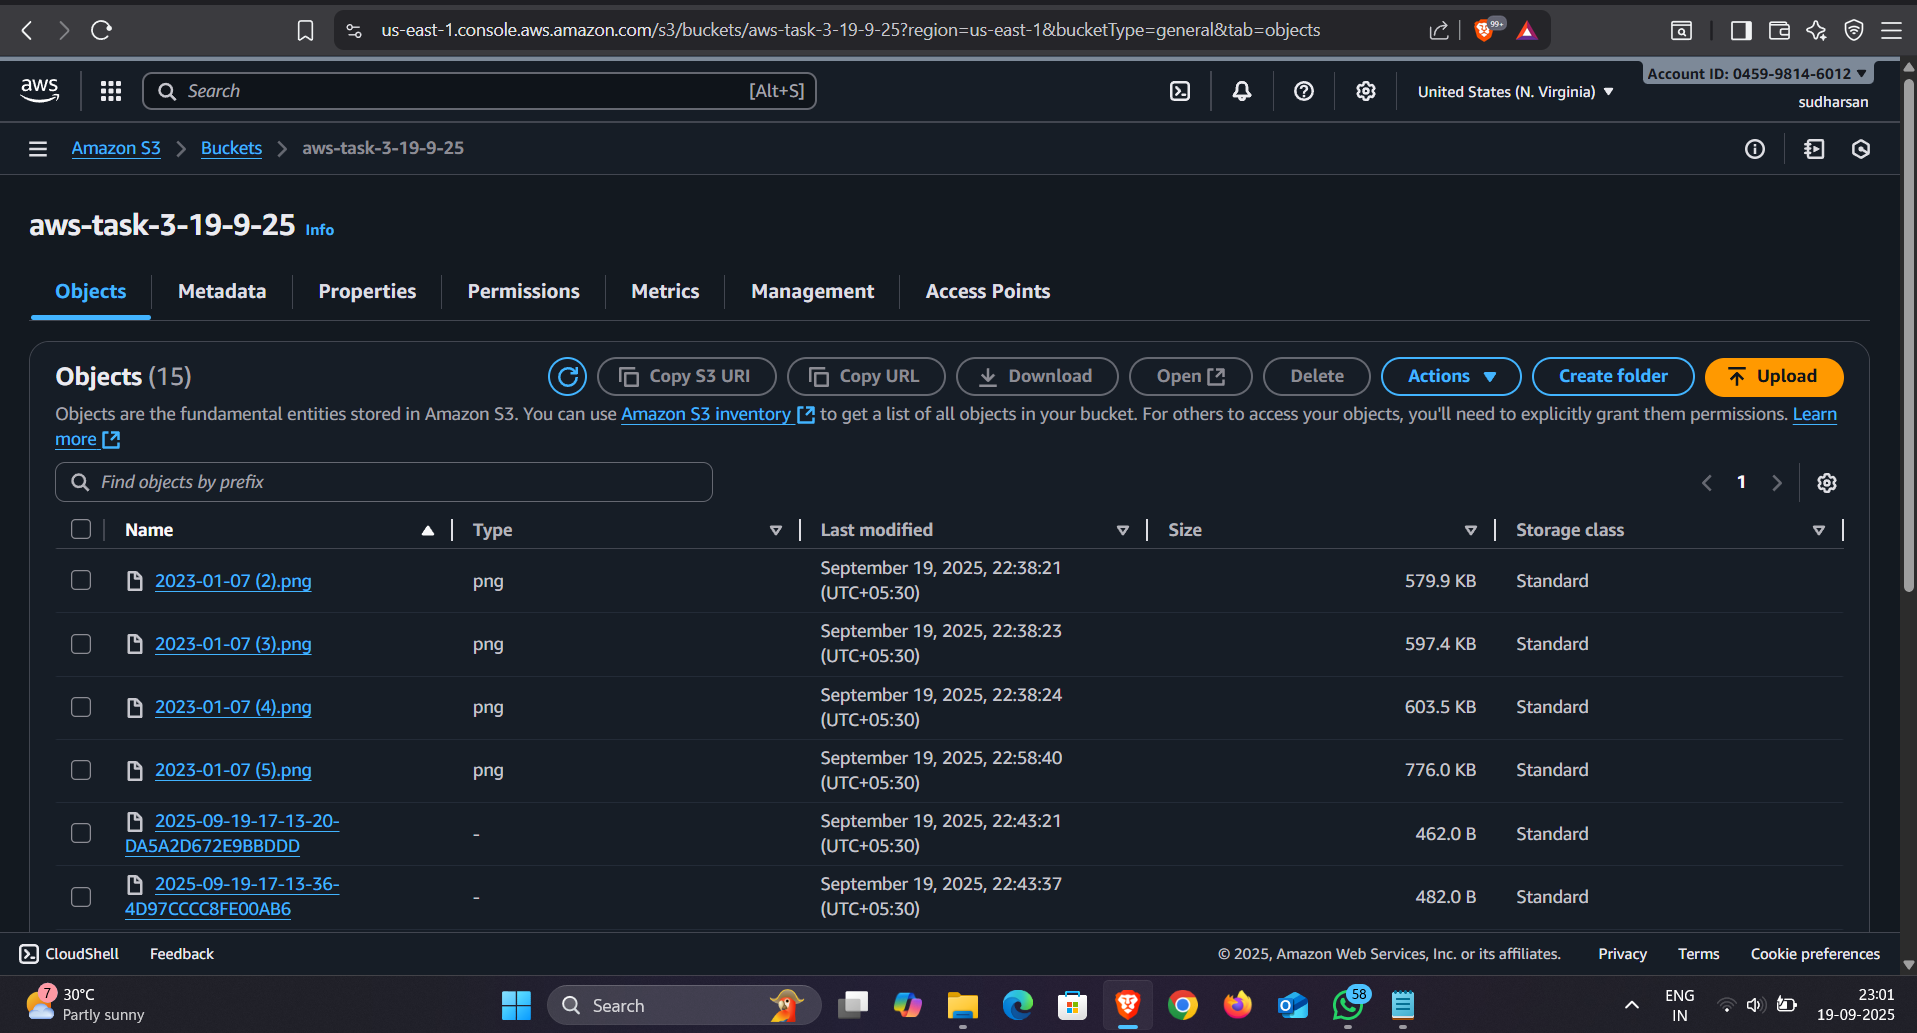 us-east-1.console.aws.amazon.com/s3/buckets/aws-task-3-19-9-25?region=us-east-1&bucketType=general&tab=objects
99+
aws
Search
[Alt+S]
United States (N. Virginia)
Account ID: 0459-9814-6012
sudharsan
Amazon S3
Buckets
aws-task-3-19-9-25
aws-task-3-19-9-25 Info
Objects
Metadata
Properties
Permissions
Metrics
Management
Access Points
Objects (15)
Copy S3 URI
Copy URL
Download
Open
Delete
Actions
Create folder
Upload
Objects are the fundamental entities stored in Amazon S3. You can use Amazon S3 inventory to get a list of all objects in your bucket. For others to access your objects, you'll need to explicitly grant them permissions. Learn
more
Find objects by prefix
1
Name
Type
Last modified
Size
Storage class
2023-01-07 (2).png
png
September 19, 2025, 22:38:21
(UTC+05:30)
579.9 KB
Standard
2023-01-07 (3).png
png
September 19, 2025, 22:38:23
(UTC+05:30)
597.4 KB
Standard
2023-01-07 (4).png
png
September 19, 2025, 22:38:24
(UTC+05:30)
603.5 KB
Standard
2023-01-07 (5).png
png
September 19, 2025, 22:58:40
(UTC+05:30)
776.0 KB
Standard
2025-09-19-17-13-20-
DA5A2D672E9BBDDD
-
September 19, 2025, 22:43:21
(UTC+05:30)
462.0 B
Standard
2025-09-19-17-13-36-
4D97CCCC8FE00AB6
-
September 19, 2025, 22:43:37
(UTC+05:30)
482.0 B
Standard
CloudShell
Feedback
© 2025, Amazon Web Services, Inc. or its affiliates.
Privacy
Terms
Cookie preferences
7
30°C
Partly sunny
Search
58
ENG
IN
23:01
19-09-2025